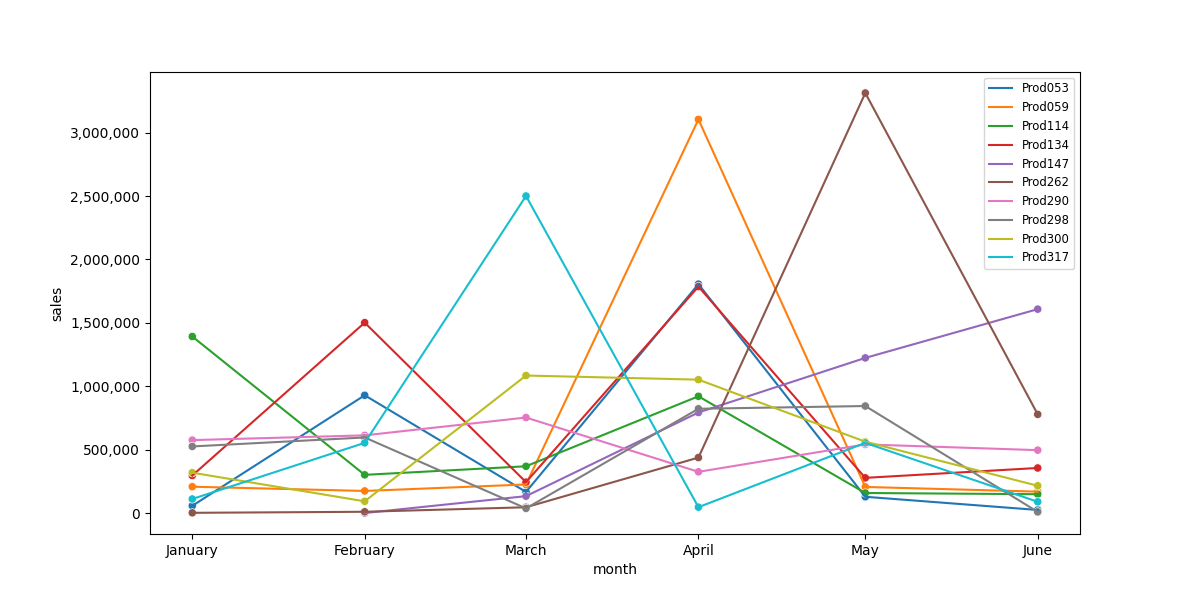 3,000,000
2,500,000
2,000,000
1,500,000
1,000,000
500,000
0
sales
January February March April May June
month
Prod053
Prod059
Prod114
Prod134
Prod147
Prod262
Prod290
Prod298
Prod300
Prod317